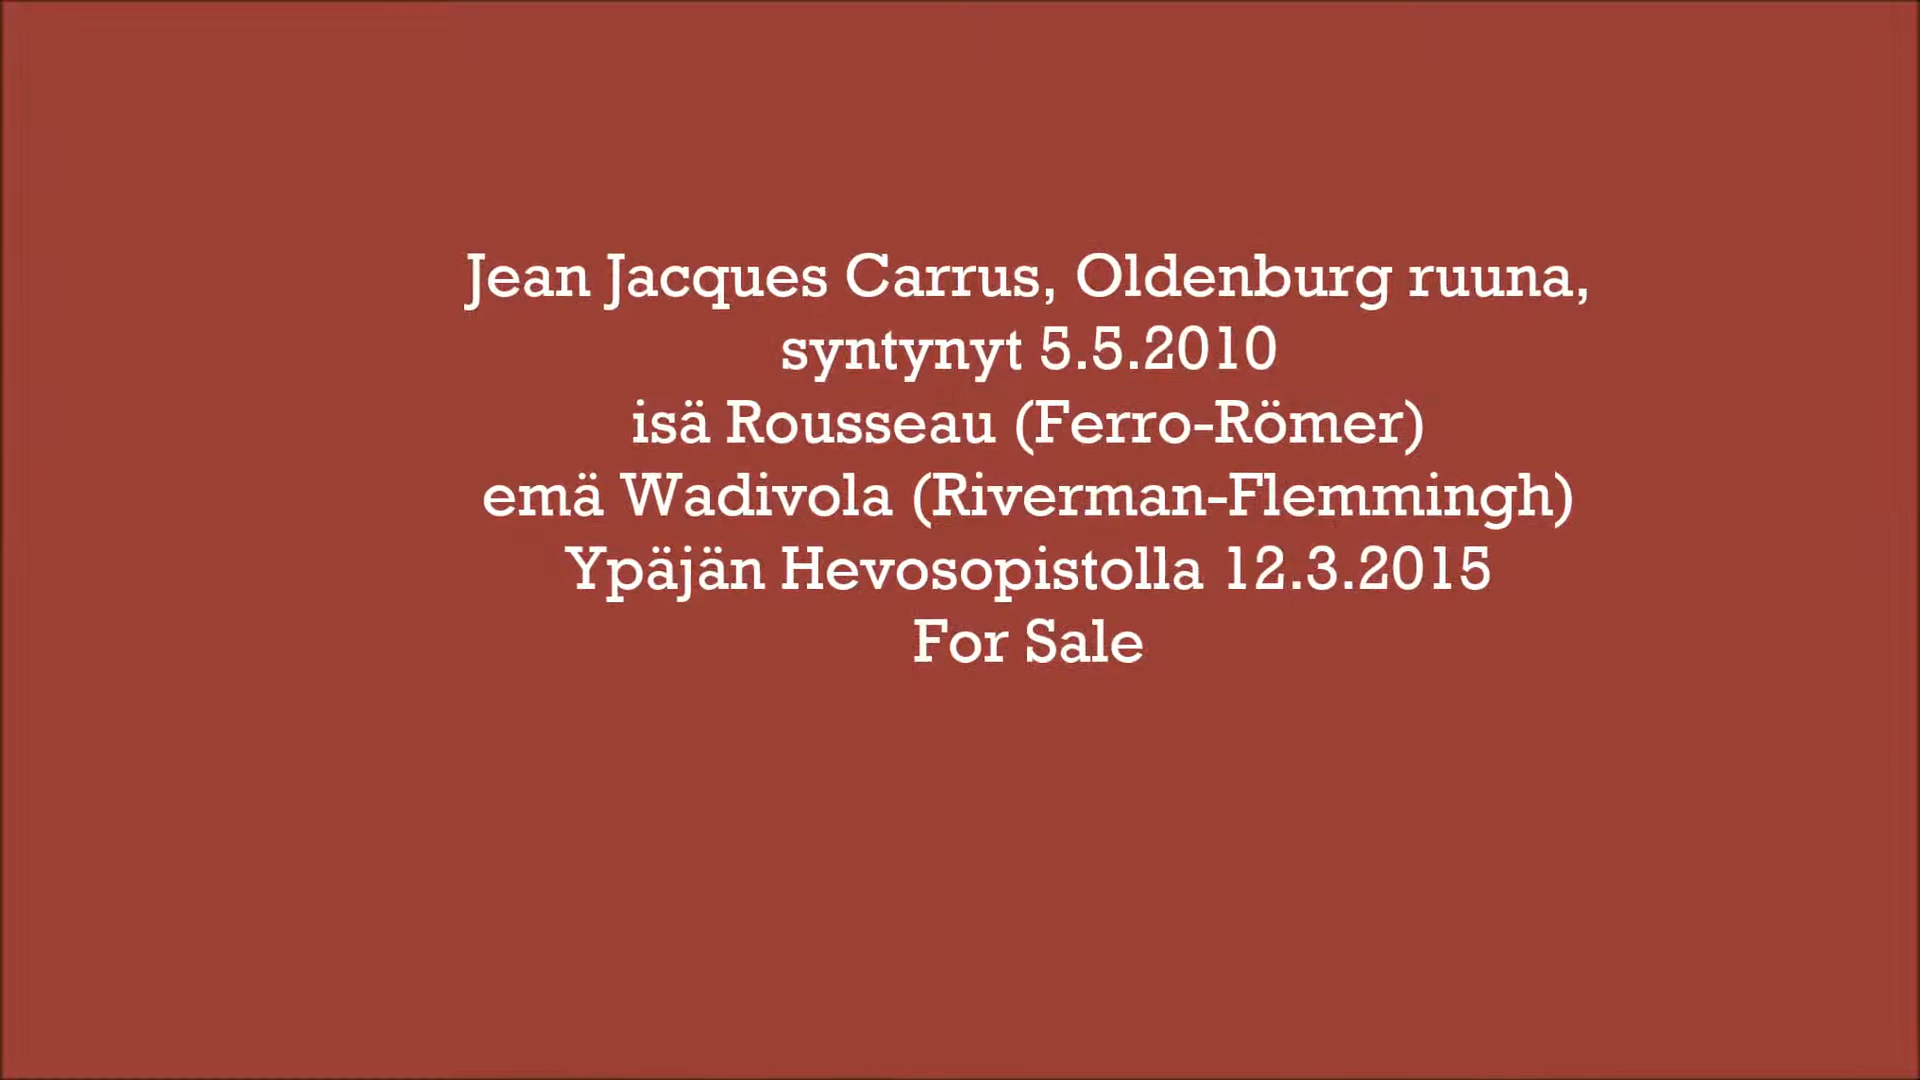 Jean Jacques Carrus, Oldenburg ruuna,
syntynyt 5.5.2010
isä Rousseau (Ferro-Römer)
emä Wadivola (Riverman-Flemmingh)
Ypäjän Hevosopistolla 12.3.2015
For Sale